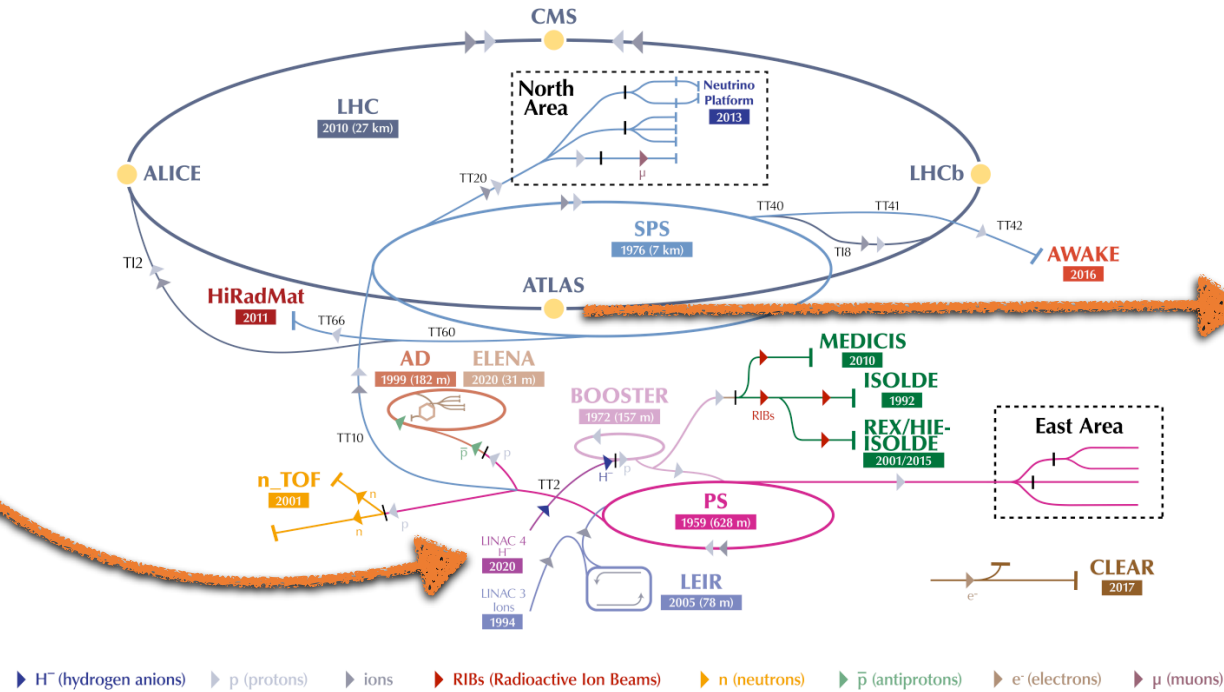 CMS
North
Area
Neutrino
Platform
2013
LHC
2010 (27 km)
ALICE
LHCb
μ
TT20
TT40
TT41
TT42
SPS
1976 (7 km)
TI8
AWAKE
2016
TI2
ATLAS
HiRadMat
2011
TT66
TT60
MEDICIS
2010
AD
1999 (182 m)
ELENA
2020 (31 m)
BOOSTER
1972 (157 m)
ISOLDE
1992
RIBs
REX/HIE-
ISOLDE
2001/2015
East Area
TT10
p̄
p
H⁻
p
n_TOF
2001
n
n
p
TT2
PS
1959 (628 m)
LINAC 4
H⁻
2020
LINAC 3
Ions
1994
LEIR
2005 (78 m)
CLEAR
2017
e⁻
H⁻ (hydrogen anions)
p (protons)
ions
RIBs (Radioactive Ion Beams)
n (neutrons)
p̄ (antiprotons)
e⁻ (electrons)
μ (muons)